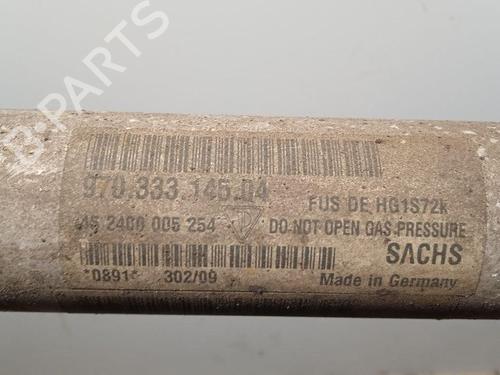 B-PARTS
970.333.145.04
FUS DE HG1S72k
45 2400 005 254
DO NOT OPEN GAS PRESSURE
SACHS
*0891*
302/09
Made in Germany